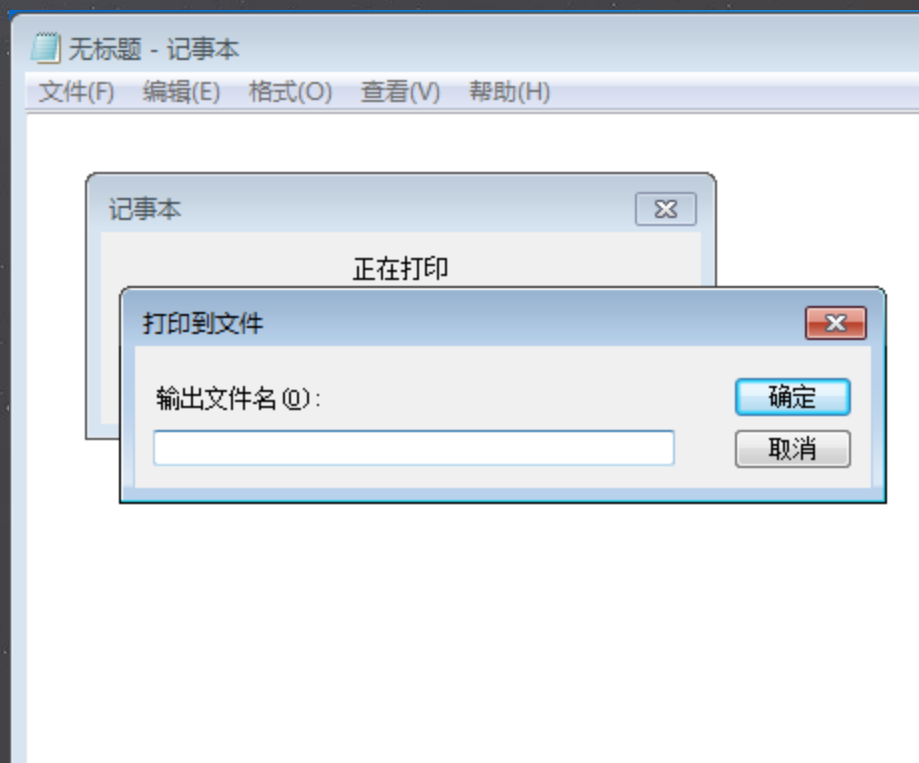 无标题 - 记事本
文件(F) 编辑(E) 格式(O) 查看(V) 帮助(H)
记事本
正在打印
打印到文件
输出文件名(O):
确定
取消